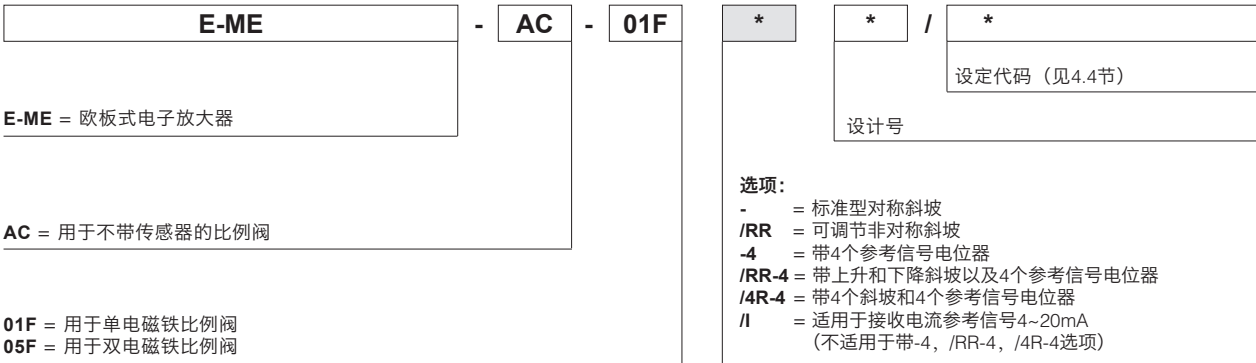 E-ME - AC - 01F * * / *
设定代码（见4.4节）
E-ME = 欧板式电子放大器
设计号
选项：
- = 标准型对称斜坡
/RR = 可调节非对称斜坡
-4 = 带4个参考信号电位器
/RR-4 = 带上升和下降斜坡以及4个参考信号电位器
/4R-4 = 带4个斜坡和4个参考信号电位器
/I = 适用于接收电流参考信号4~20mA
（不适用于带-4，/RR-4，/4R-4选项）
AC = 用于不带传感器的比例阀
01F = 用于单电磁铁比例阀
05F = 用于双电磁铁比例阀